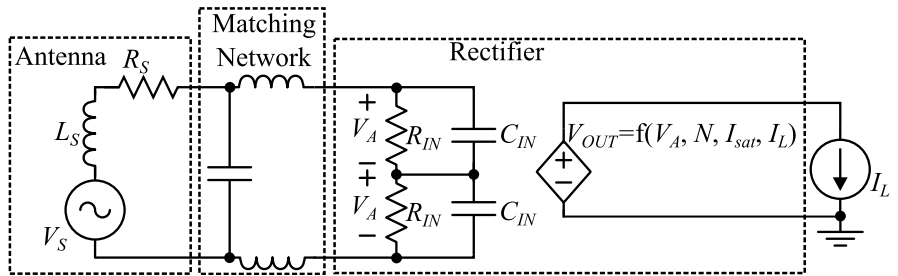 Matching
Network
Antenna
Rectifier
R_S
L_S
V_S
+
V_A
−
R_IN
C_IN
+
V_A
−
R_IN
C_IN
V_OUT=f(V_A, N, I_sat, I_L)
+
−
I_L